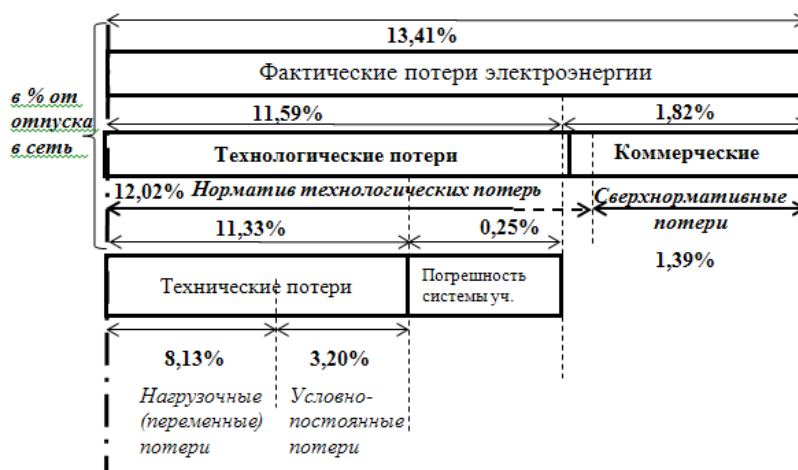 13,41%
Фактические потери электроэнергии
в % от
отпуска
в сеть
11,59%
1,82%
Технологические потери
Коммерческие
12,02% Норматив технологических потерь
Сверхнормативные
потери
11,33%
0,25%
1,39%
Технические потери
Погрешность
системы уч.
8,13%
3,20%
Нагрузочные
(переменные)
потери
Условно-
постоянные
потери